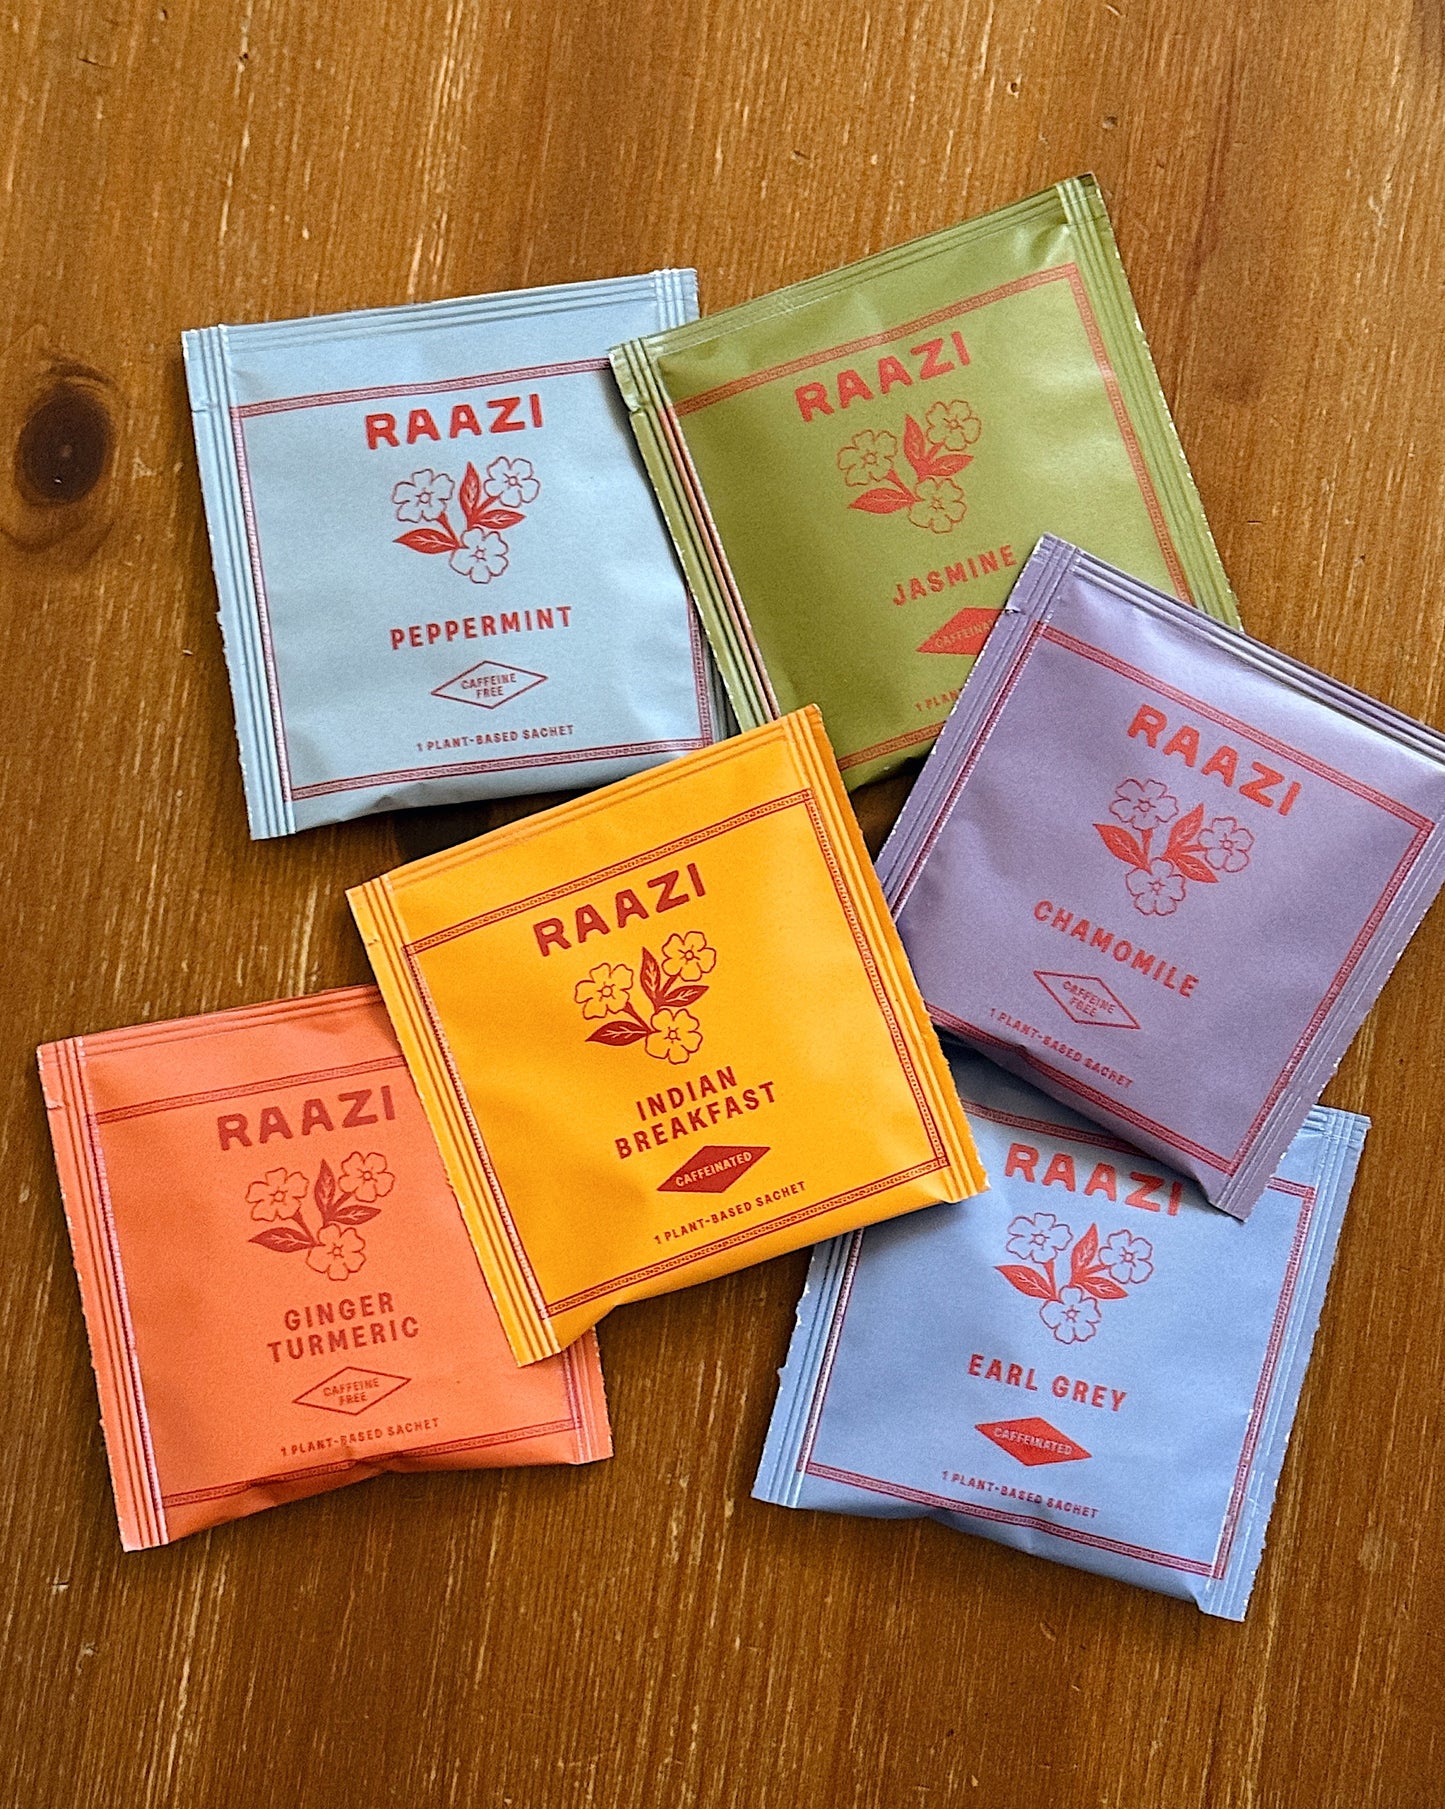 RAAZI
PEPPERMINT
CAFFEINE
FREE
1 PLANT-BASED SACHET
RAAZI
JASMINE
1 PLAN
RAAZI
CHAMOMILE
CAFFEINE
FREE
1 PLANT-BASED SACHET
RAAZI
INDIAN
BREAKFAST
CAFFEINATED
1 PLANT-BASED SACHET
RAAZI
GINGER
TURMERIC
CAFFEINE
FREE
1 PLANT-BASED SACHET
RAAZI
EARL GREY
CAFFEINATED
1 PLANT-BASED SACHET